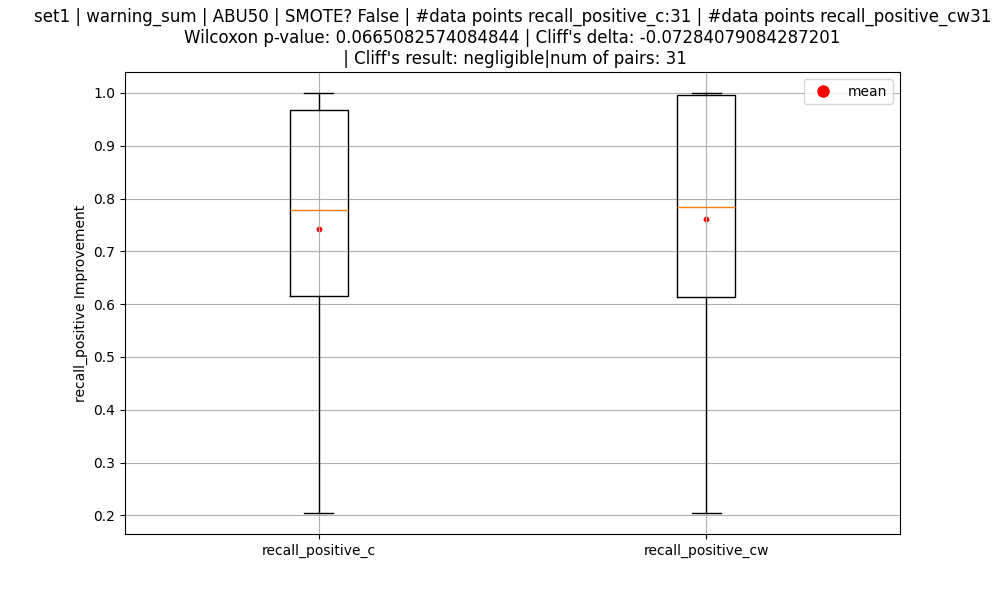 set1 | warning_sum | ABU50 | SMOTE? False | #data points recall_positive_c:31 | #data points recall_positive_cw31
Wilcoxon p-value: 0.0665082574084844 | Cliff's delta: -0.07284079084287201
| Cliff's result: negligible|num of pairs: 31
mean
1.0
0.9
0.8
0.7
0.6
0.5
0.4
0.3
0.2
recall_positive Improvement
recall_positive_c
recall_positive_cw